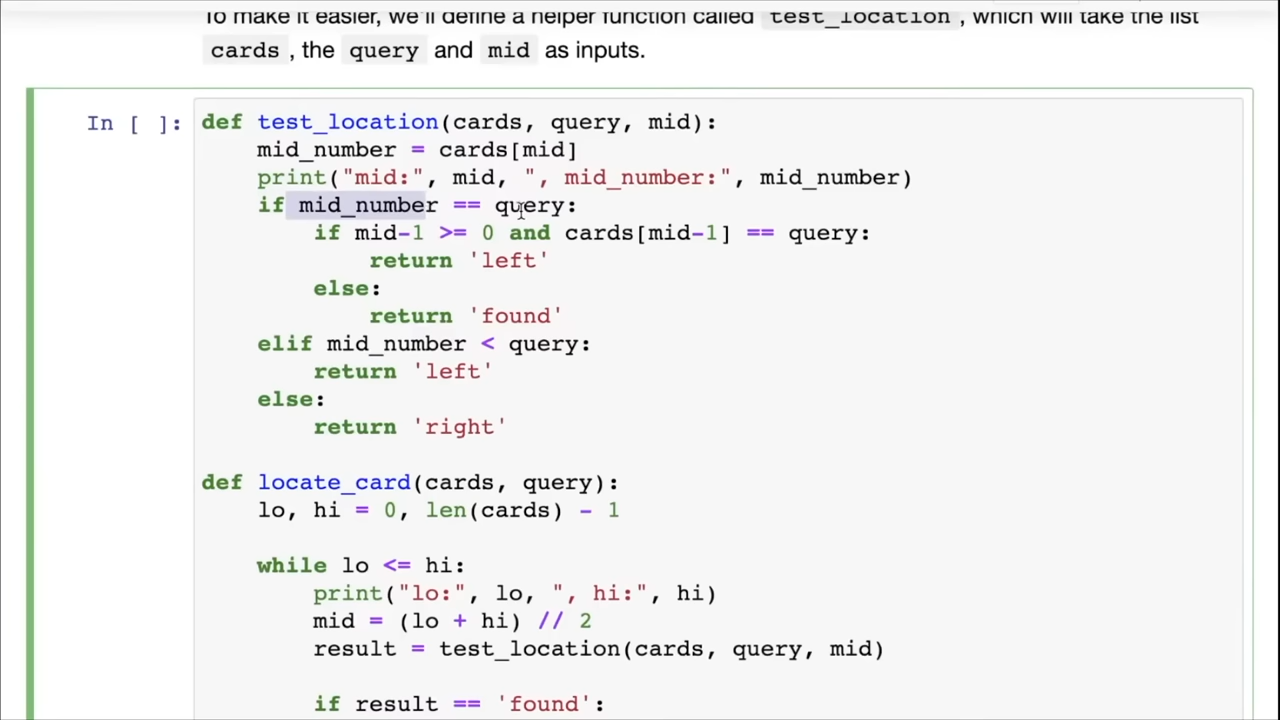 To make it easier, we'll define a helper function called test_location , which will take the list
cards , the query and mid as inputs.
In [ ]:
def test_location(cards, query, mid):
    mid_number = cards[mid]
    print("mid:", mid, ", mid_number:", mid_number)
    if mid_number == query:
        if mid-1 >= 0 and cards[mid-1] == query:
            return 'left'
        else:
            return 'found'
    elif mid_number < query:
        return 'left'
    else:
        return 'right'
def locate_card(cards, query):
    lo, hi = 0, len(cards) - 1
    while lo <= hi:
        print("lo:", lo, ", hi:", hi)
        mid = (lo + hi) // 2
        result = test_location(cards, query, mid)
        if result == 'found':